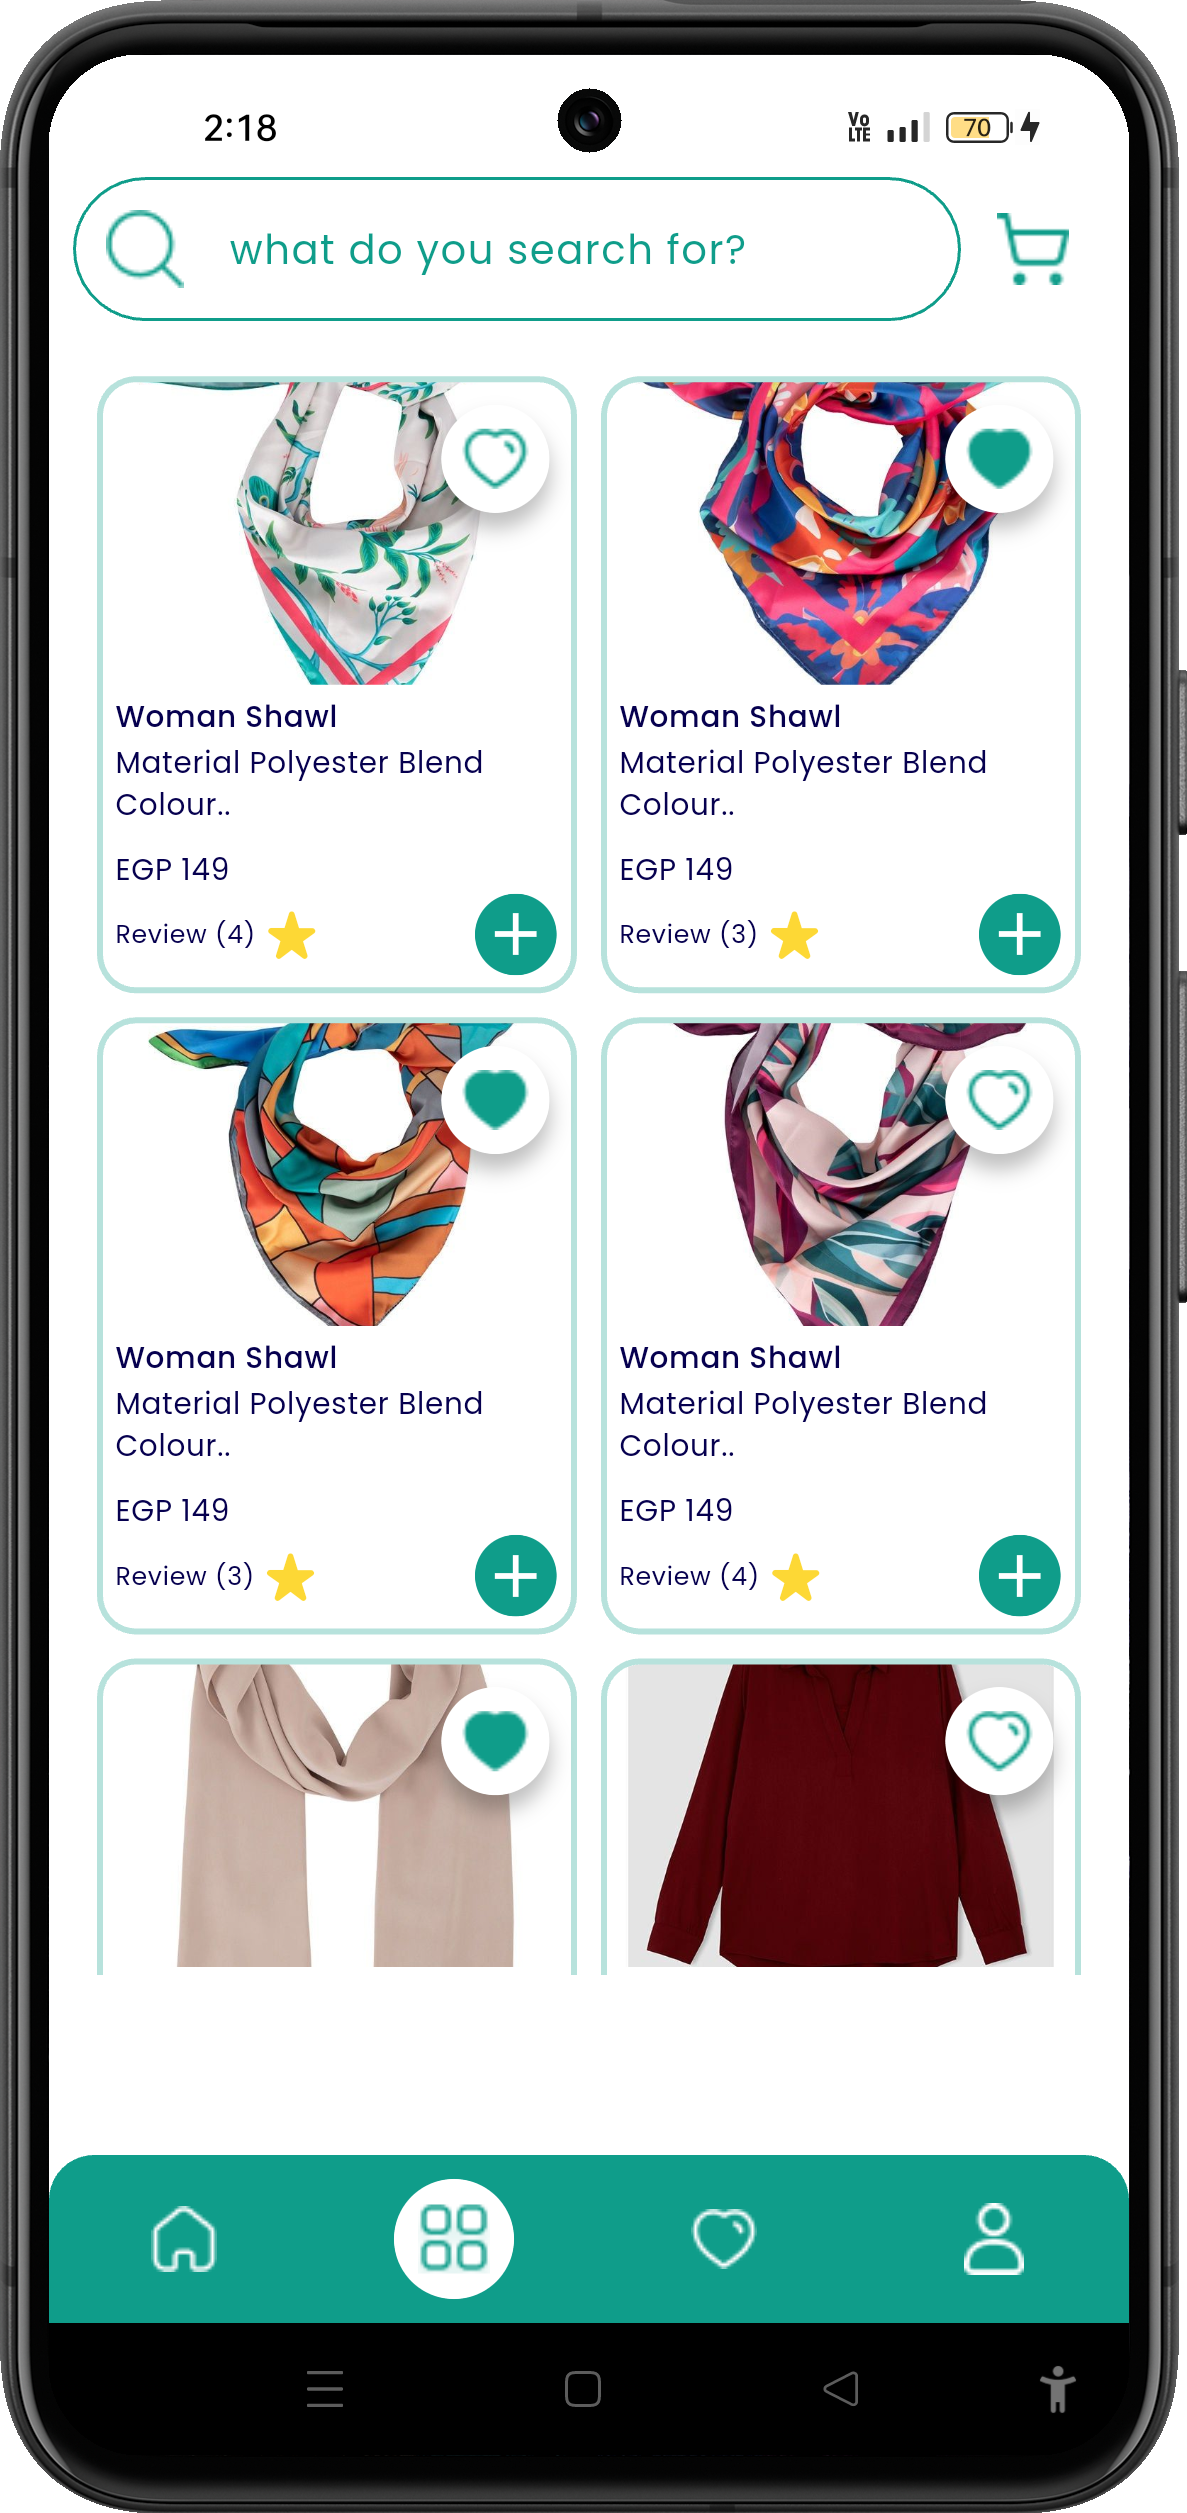 2:18
Vo
LTE
70
what do you search for?
Woman Shawl
Material Polyester Blend
Colour..
EGP 149
Review (4)
Woman Shawl
Material Polyester Blend
Colour..
EGP 149
Review (3)
Woman Shawl
Material Polyester Blend
Colour..
EGP 149
Review (3)
Woman Shawl
Material Polyester Blend
Colour..
EGP 149
Review (4)